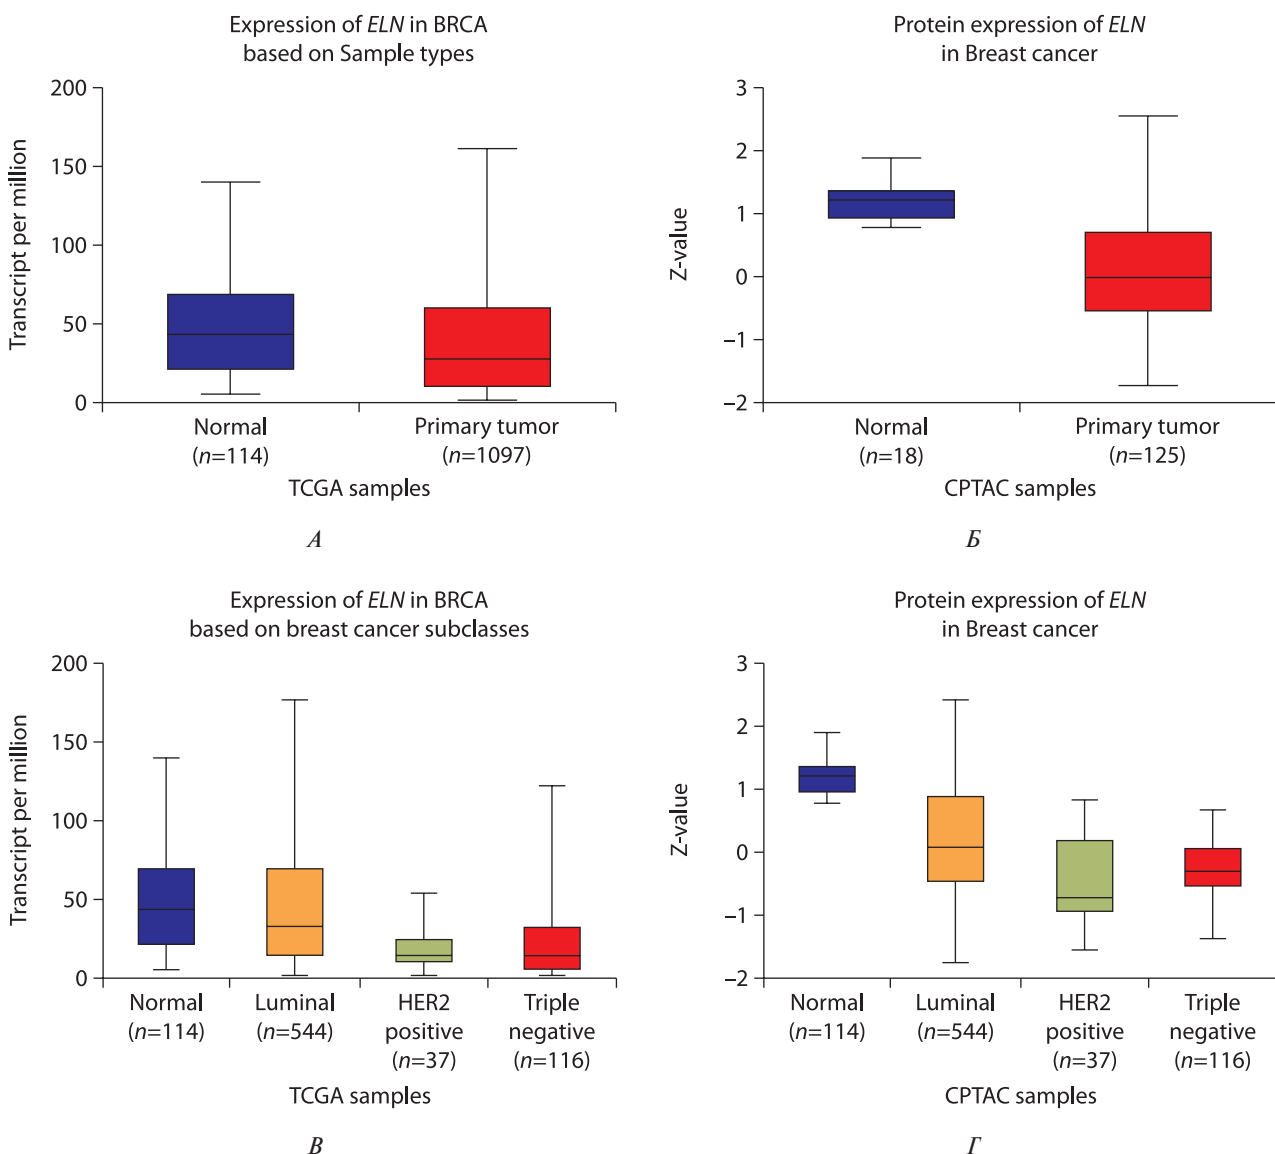 Expression of ELN in BRCA
based on Sample types
Transcript per million
200
150
100
50
0
Normal
(n=114)
Primary tumor
(n=1097)
TCGA samples
А
Protein expression of ELN
in Breast cancer
Z-value
3
2
1
0
−1
−2
Normal
(n=18)
Primary tumor
(n=125)
CPTAC samples
Б
Expression of ELN in BRCA
based on breast cancer subclasses
Transcript per million
200
150
100
50
0
Normal
(n=114)
Luminal
(n=544)
HER2
positive
(n=37)
Triple
negative
(n=116)
TCGA samples
В
Protein expression of ELN
in Breast cancer
Z-value
3
2
1
0
−1
−2
Normal
(n=114)
Luminal
(n=544)
HER2
positive
(n=37)
Triple
negative
(n=116)
CPTAC samples
Г